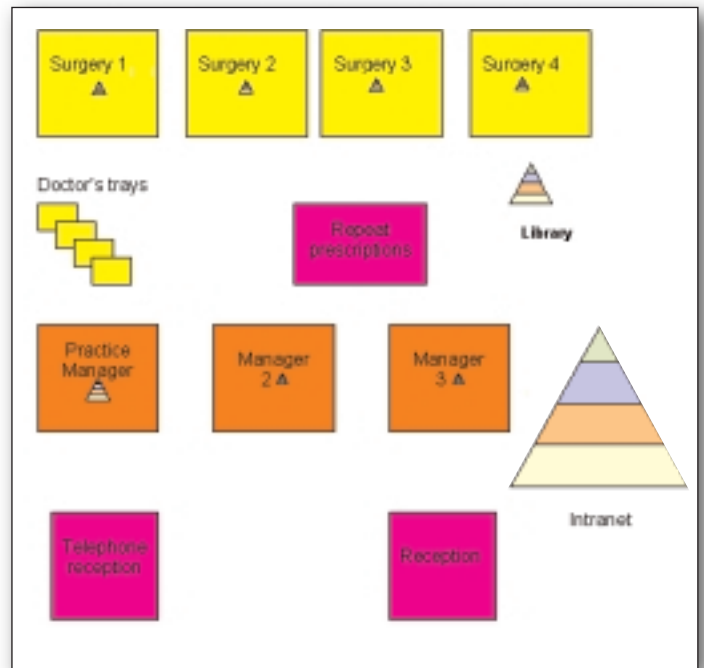 Surgery 1
Surgery 2
Surgery 3
Surgery 4
Doctor's trays
Repeat
prescriptions
Library
Practice
Manager
Manager
2
Manager
3
Intranet
Telephone
reception
Reception